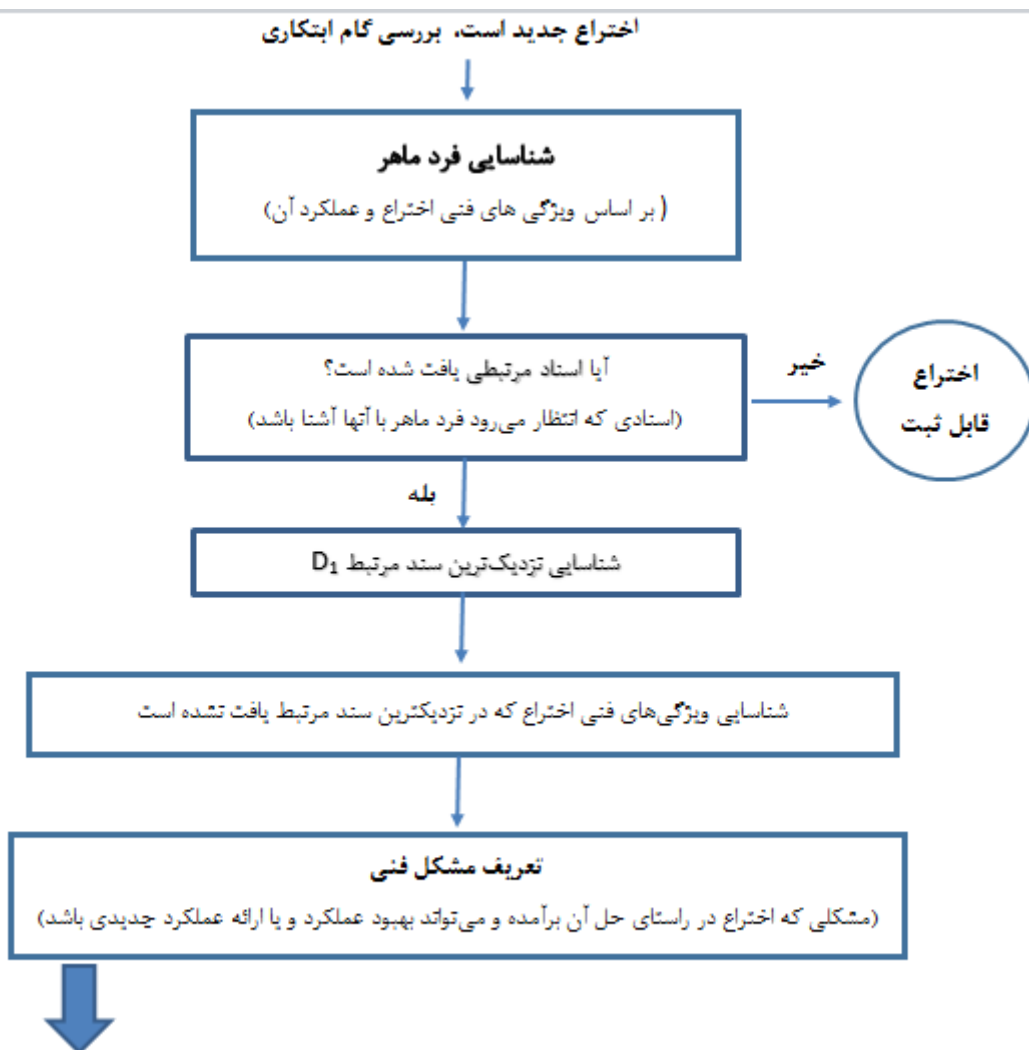 اختراع جدید است، بررسی گام ابتکاری
شناسایی فرد ماهر
( بر اساس ویژگی های فنی اختراع و عملکرد آن)
آیا اسناد مرتبطی یافت شده است؟
(اسنادی که انتظار می‌رود فرد ماهر با آنها آشنا باشد)
خیر
اختراع
قابل ثبت
بله
شناسایی نزدیک‌ترین سند مرتبط D₁
شناسایی ویژگی‌های فنی اختراع که در نزدیکترین سند مرتبط یافت نشده است
تعریف مشکل فنی
(مشکلی که اختراع در راستای حل آن برآمده و می‌تواند بهبود عملکرد و یا ارائه عملکرد جدیدی باشد)